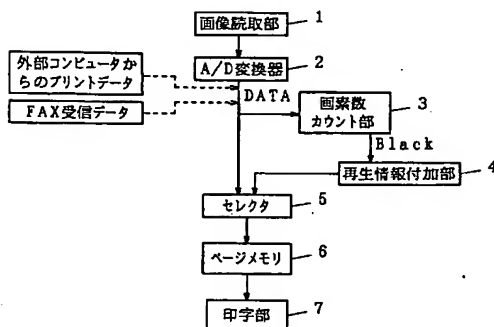 画像読取部
1
外部コンピュータか
らのプリントデータ
A/D変換器
2
DATA
FAX受信データ
画素数
カウント部
3
Black
再生情報付加部
4
セレクタ
5
ページメモリ
6
印字部
7